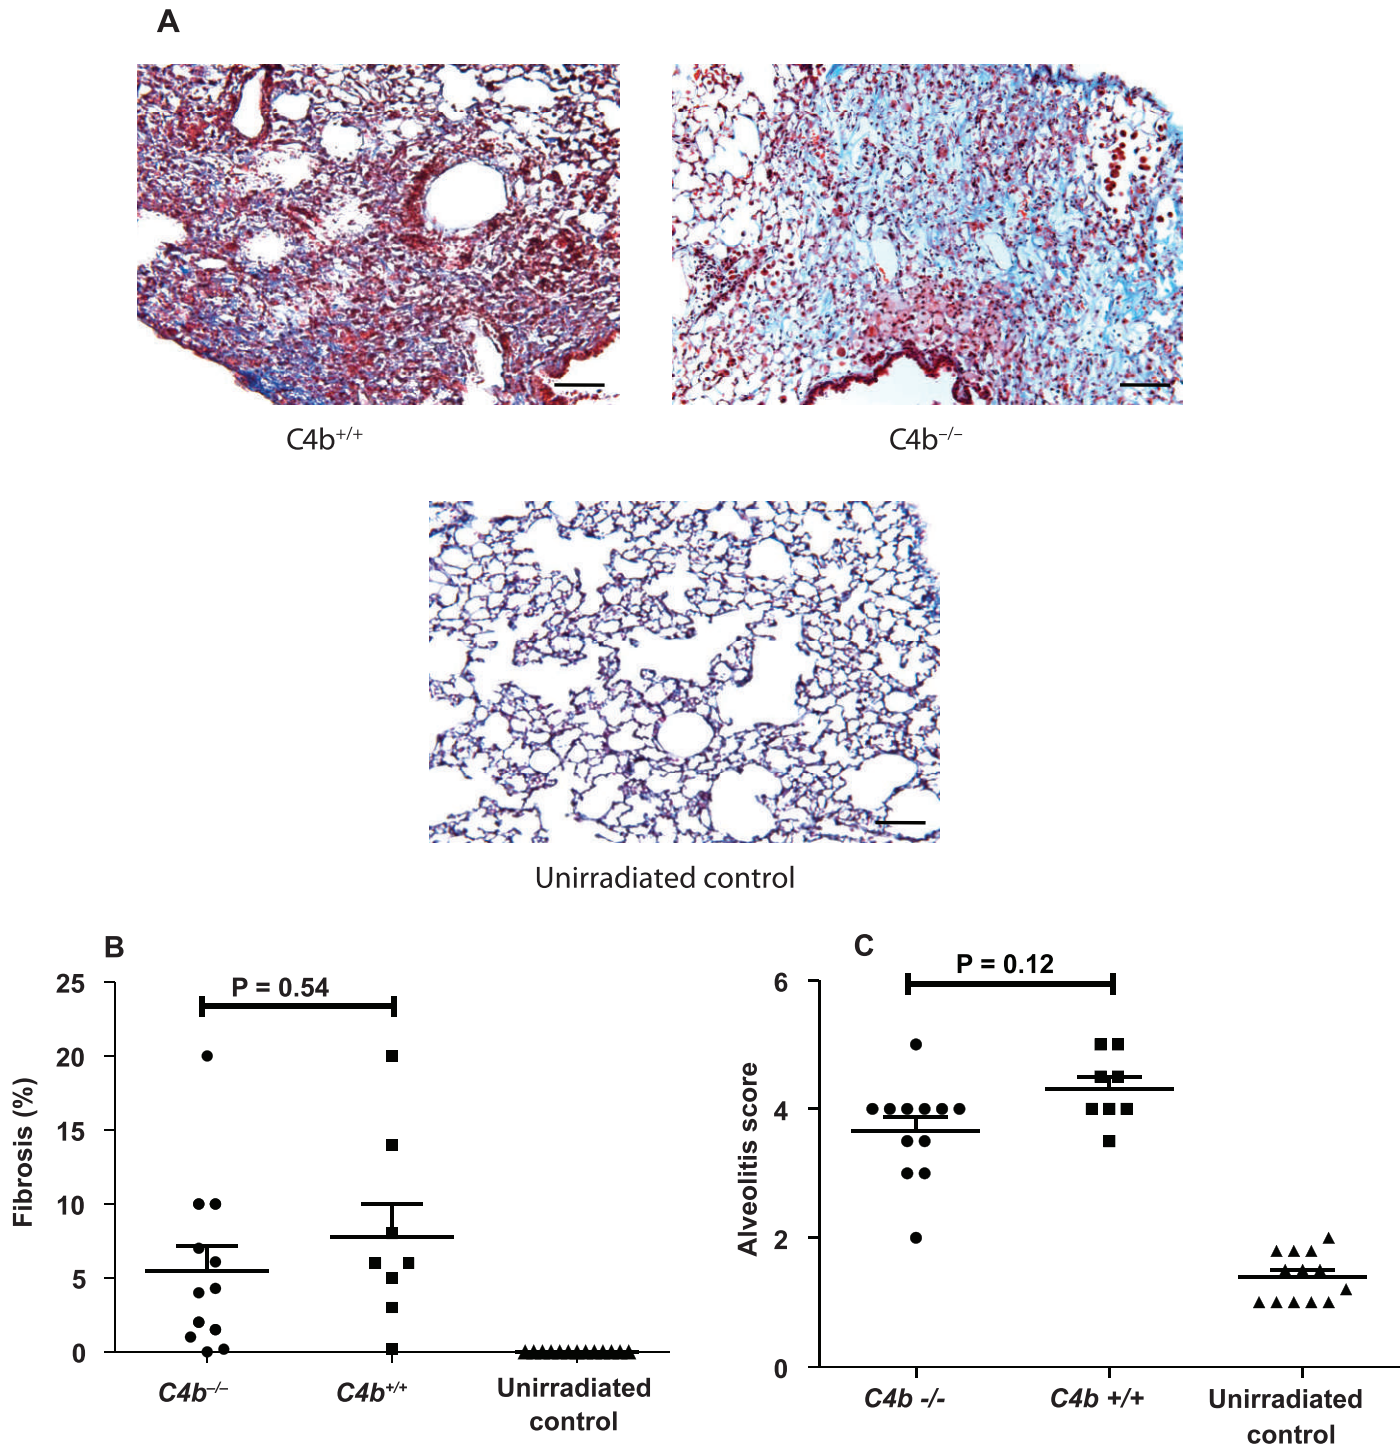 A
C4b+/+
C4b–/–
Unirradiated control
B
P = 0.54
25
20
15
10
5
0
Fibrosis (%)
C4b–/–
C4b+/+
Unirradiated
control
C
P = 0.12
6
4
2
0
Alveolitis score
C4b -/-
C4b +/+
Unirradiated
control